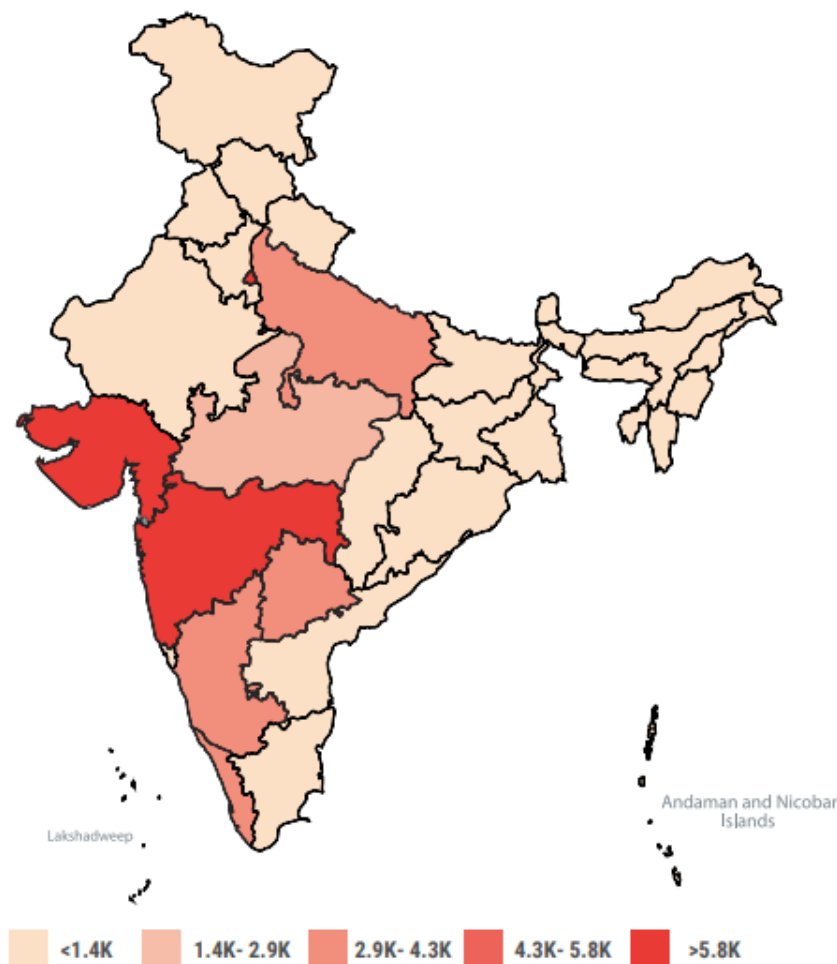 Lakshadweep
Andaman and Nicobar
Islands
<1.4K 1.4K- 2.9K 2.9K- 4.3K 4.3K- 5.8K >5.8K